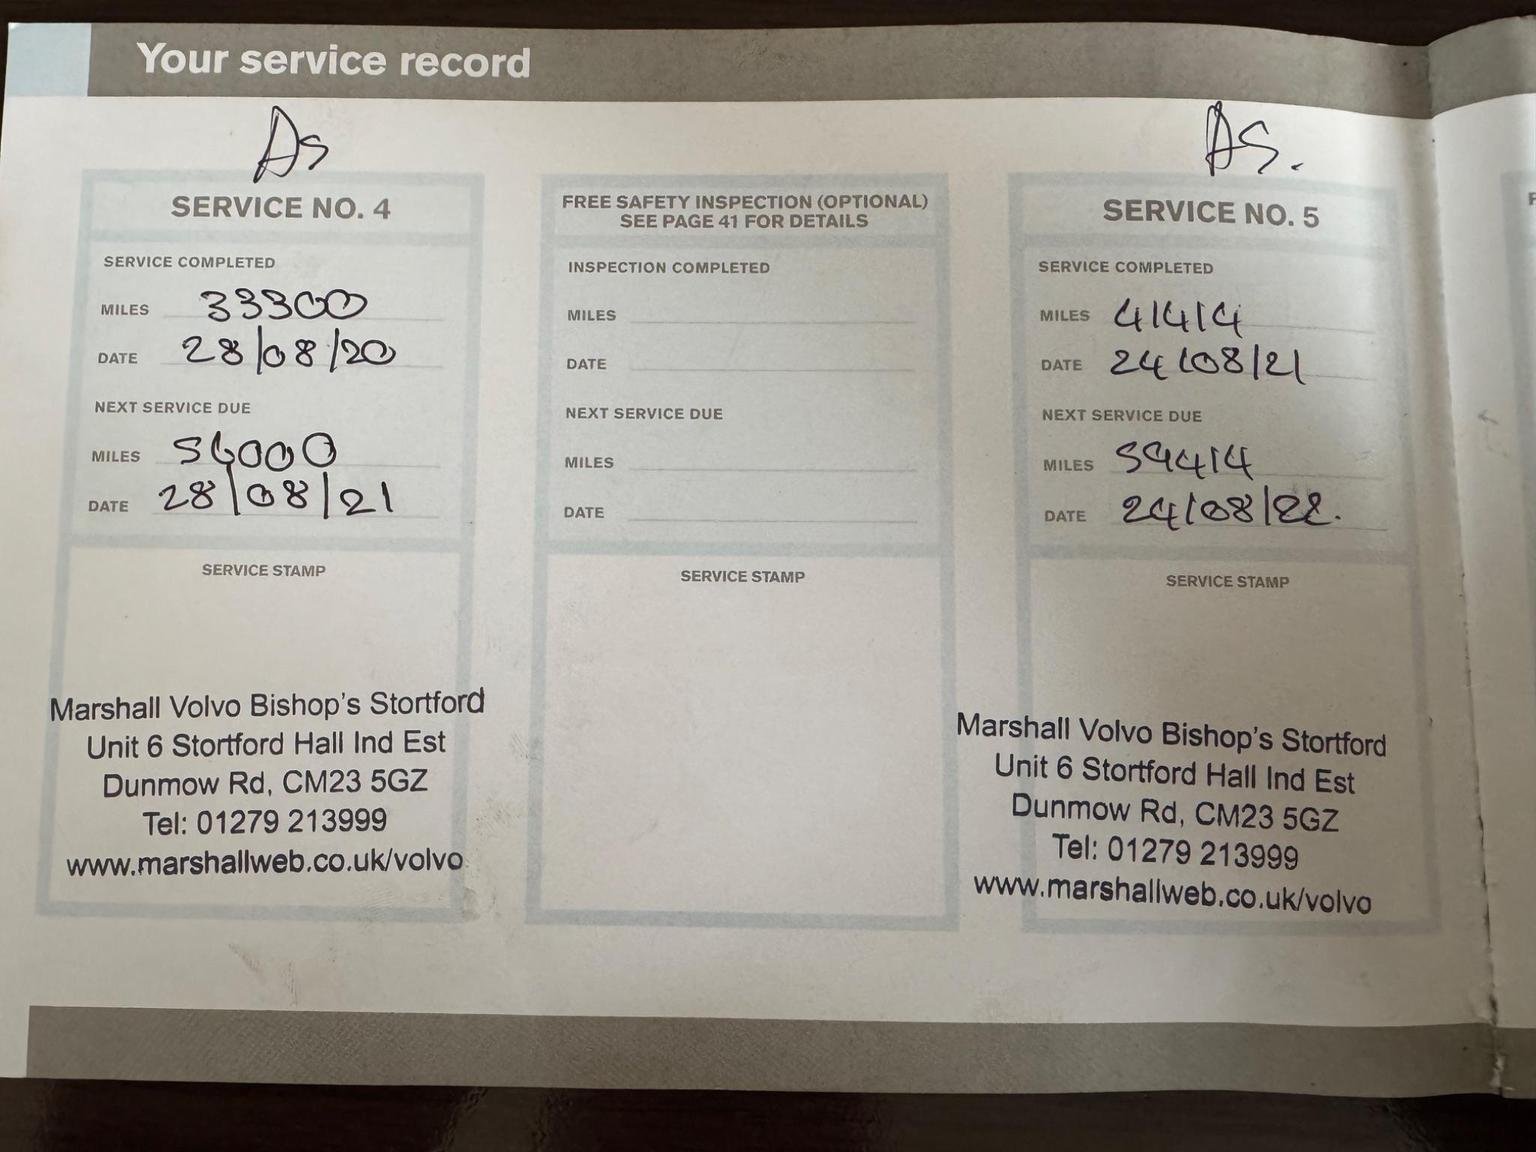 Your service record
As
SERVICE NO. 4
SERVICE COMPLETED
MILES 33300
DATE 28/08/20
NEXT SERVICE DUE
MILES
DATE 28/08/21
SERVICE STAMP
Marshall Volvo Bishop's Stortford
Unit 6 Stortford Hall Ind Est
Dunmow Rd, CM23 5GZ
Tel: 01279 213999
www.marshallweb.co.uk/volvo
FREE SAFETY INSPECTION (OPTIONAL)
SEE PAGE 41 FOR DETAILS
INSPECTION COMPLETED
MILES
DATE
NEXT SERVICE DUE
MILES
DATE
SERVICE STAMP
AS.
SERVICE NO. 5
SERVICE COMPLETED
MILES 41414
DATE 24/08/21
NEXT SERVICE DUE
MILES 59414
DATE 24/08/22.
SERVICE STAMP
Marshall Volvo Bishop's Stortford
Unit 6 Stortford Hall Ind Est
Dunmow Rd, CM23 5GZ
Tel: 01279 213999
www.marshallweb.co.uk/volvo